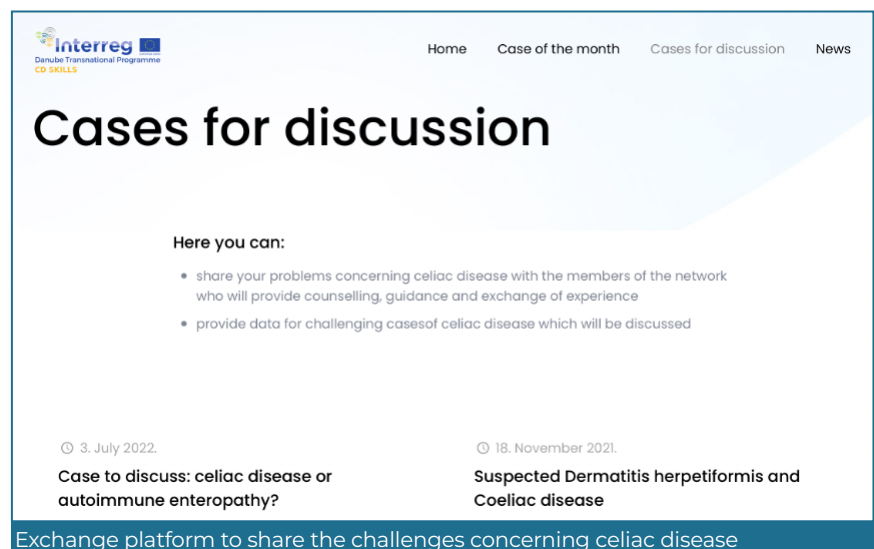 Interreg
Danube Transnational Programme
CD SKILLS
Home Case of the month Cases for discussion News
Cases for discussion
Here you can:
share your problems concerning celiac disease with the members of the network
who will provide counselling, guidance and exchange of experience
provide data for challenging casesof celiac disease which will be discussed
3. July 2022.
Case to discuss: celiac disease or
autoimmune enteropathy?
18. November 2021.
Suspected Dermatitis herpetiformis and
Coeliac disease
Exchange platform to share the challenges concerning celiac disease